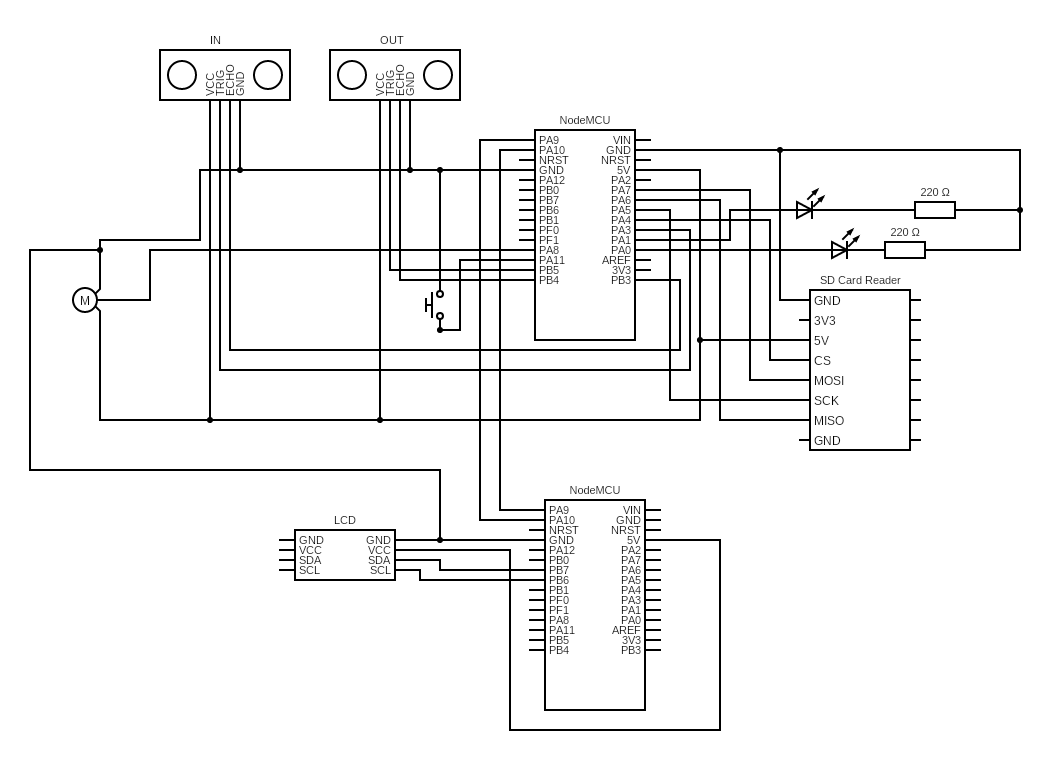 IN
OUT
VCC
TRIG
ECHO
GND
VCC
TRIG
ECHO
GND
NodeMCU
PA9 VIN
PA10 GND
NRST NRST
GND 5V
PA12 PA2
PB0 PA7
PB7 PA6
PB6 PA5
PB1 PA4
PF0 PA3
PF1 PA1
PA8 PA0
PA11 AREF
PB5 3V3
PB4 PB3
220 Ω
220 Ω
M
SD Card Reader
GND
3V3
5V
CS
MOSI
SCK
MISO
GND
LCD
GND GND
VCC VCC
SDA SDA
SCL SCL
NodeMCU
PA9 VIN
PA10 GND
NRST NRST
GND 5V
PA12 PA2
PB0 PA7
PB7 PA6
PB6 PA5
PB1 PA4
PF0 PA3
PF1 PA1
PA8 PA0
PA11 AREF
PB5 3V3
PB4 PB3